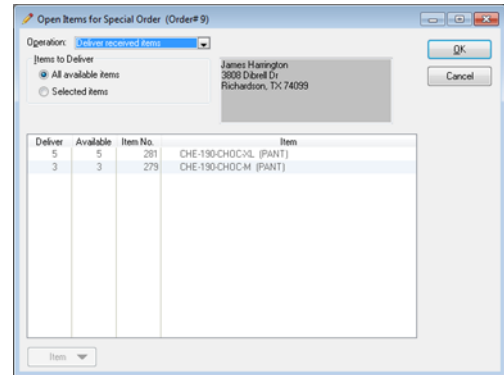 Open Items for Special Order (Order# 9)
Operation: Deliver received items
OK
Cancel
Items to Deliver
All available items
Selected items
James Harrington
3808 Dibrell Dr
Richardson, TX 74099
Deliver Available Item No. Item
5 5 281 CHE-190-CHOC-XL (PANT)
3 3 279 CHE-190-CHOC-M (PANT)
Item